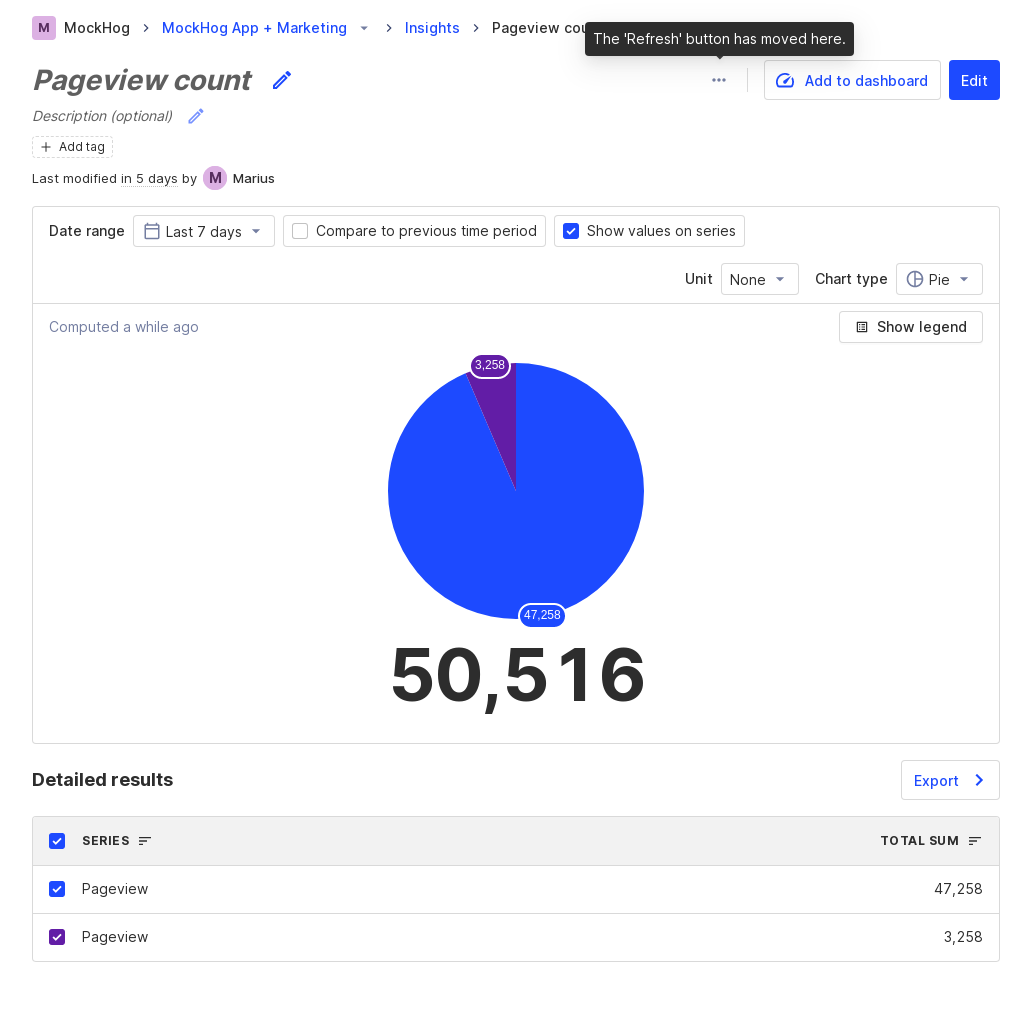 M MockHog MockHog App + Marketing Insights Pageview cou
The 'Refresh' button has moved here.
Pageview count
Add to dashboard
Edit
Description (optional)
Add tag
Last modified in 5 days by M Marius
Date range Last 7 days Compare to previous time period Show values on series
Unit None Chart type Pie
Computed a while ago
Show legend
3,258
47,258
50,516
Detailed results
Export
SERIES TOTAL SUM
Pageview 47,258
Pageview 3,258